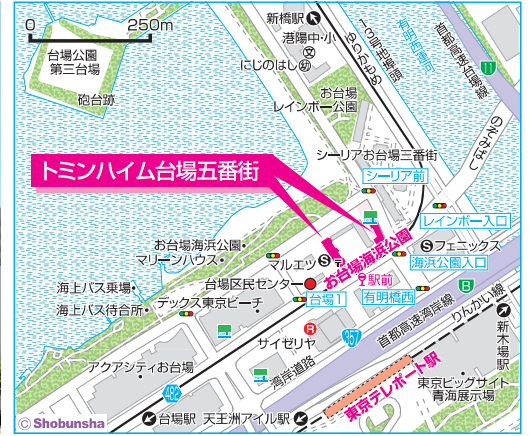 0 250m
新橋駅
港陽中・小
文
にじのはし幼
台場公園
第三台場
砲台跡
お台場
レインボー公園
ゆりかもめ
13号地埠頭
有明西運河
首都高速台場線
11
のぞみばし
シーリアお台場三番街
シーリア前
トミンハイム台場五番街
レインボー入口
お台場海浜公園
マリーンハウス
マルエツ
S
〒
お台場海浜公園
S
フェニックス
海浜公園入口
台場区民センター
駅前
有明橋西
B
海上バス乗場
海上バス待合所
デックス東京ビーチ
台場1
R
サイゼリヤ
357
首都高速湾岸線
りんかい線
新木場駅
アクアシティお台場
湾岸道路
482
東京テレポート駅
東京ビッグサイト
青海展示場
台場駅
天王洲アイル駅
© Shobunsha